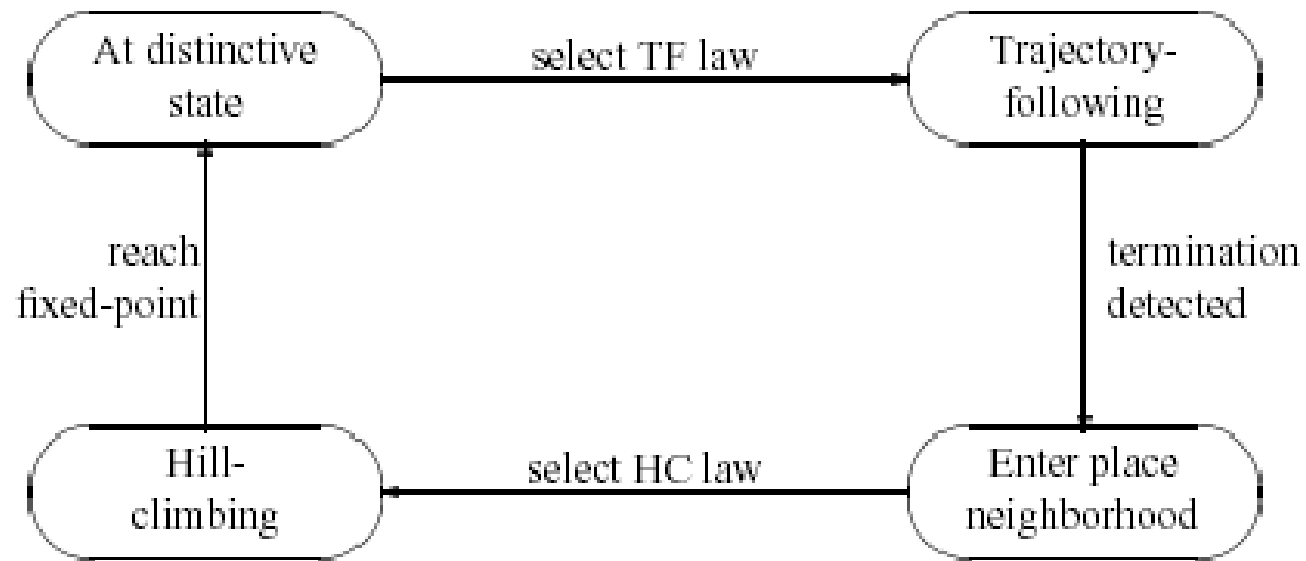 At distinctive
state
select TF law
Trajectory-
following
reach
fixed-point
termination
detected
Hill-
climbing
select HC law
Enter place
neighborhood